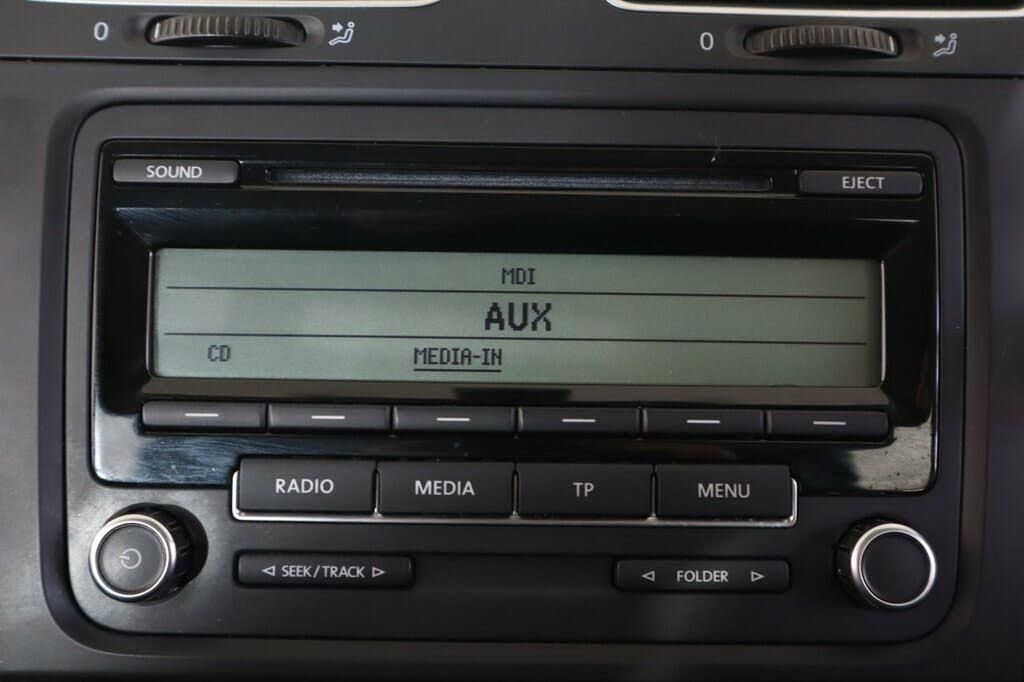 0
0
SOUND
EJECT
MDI
AUX
CD MEDIA-IN
RADIO MEDIA TP MENU
SEEK/TRACK
FOLDER